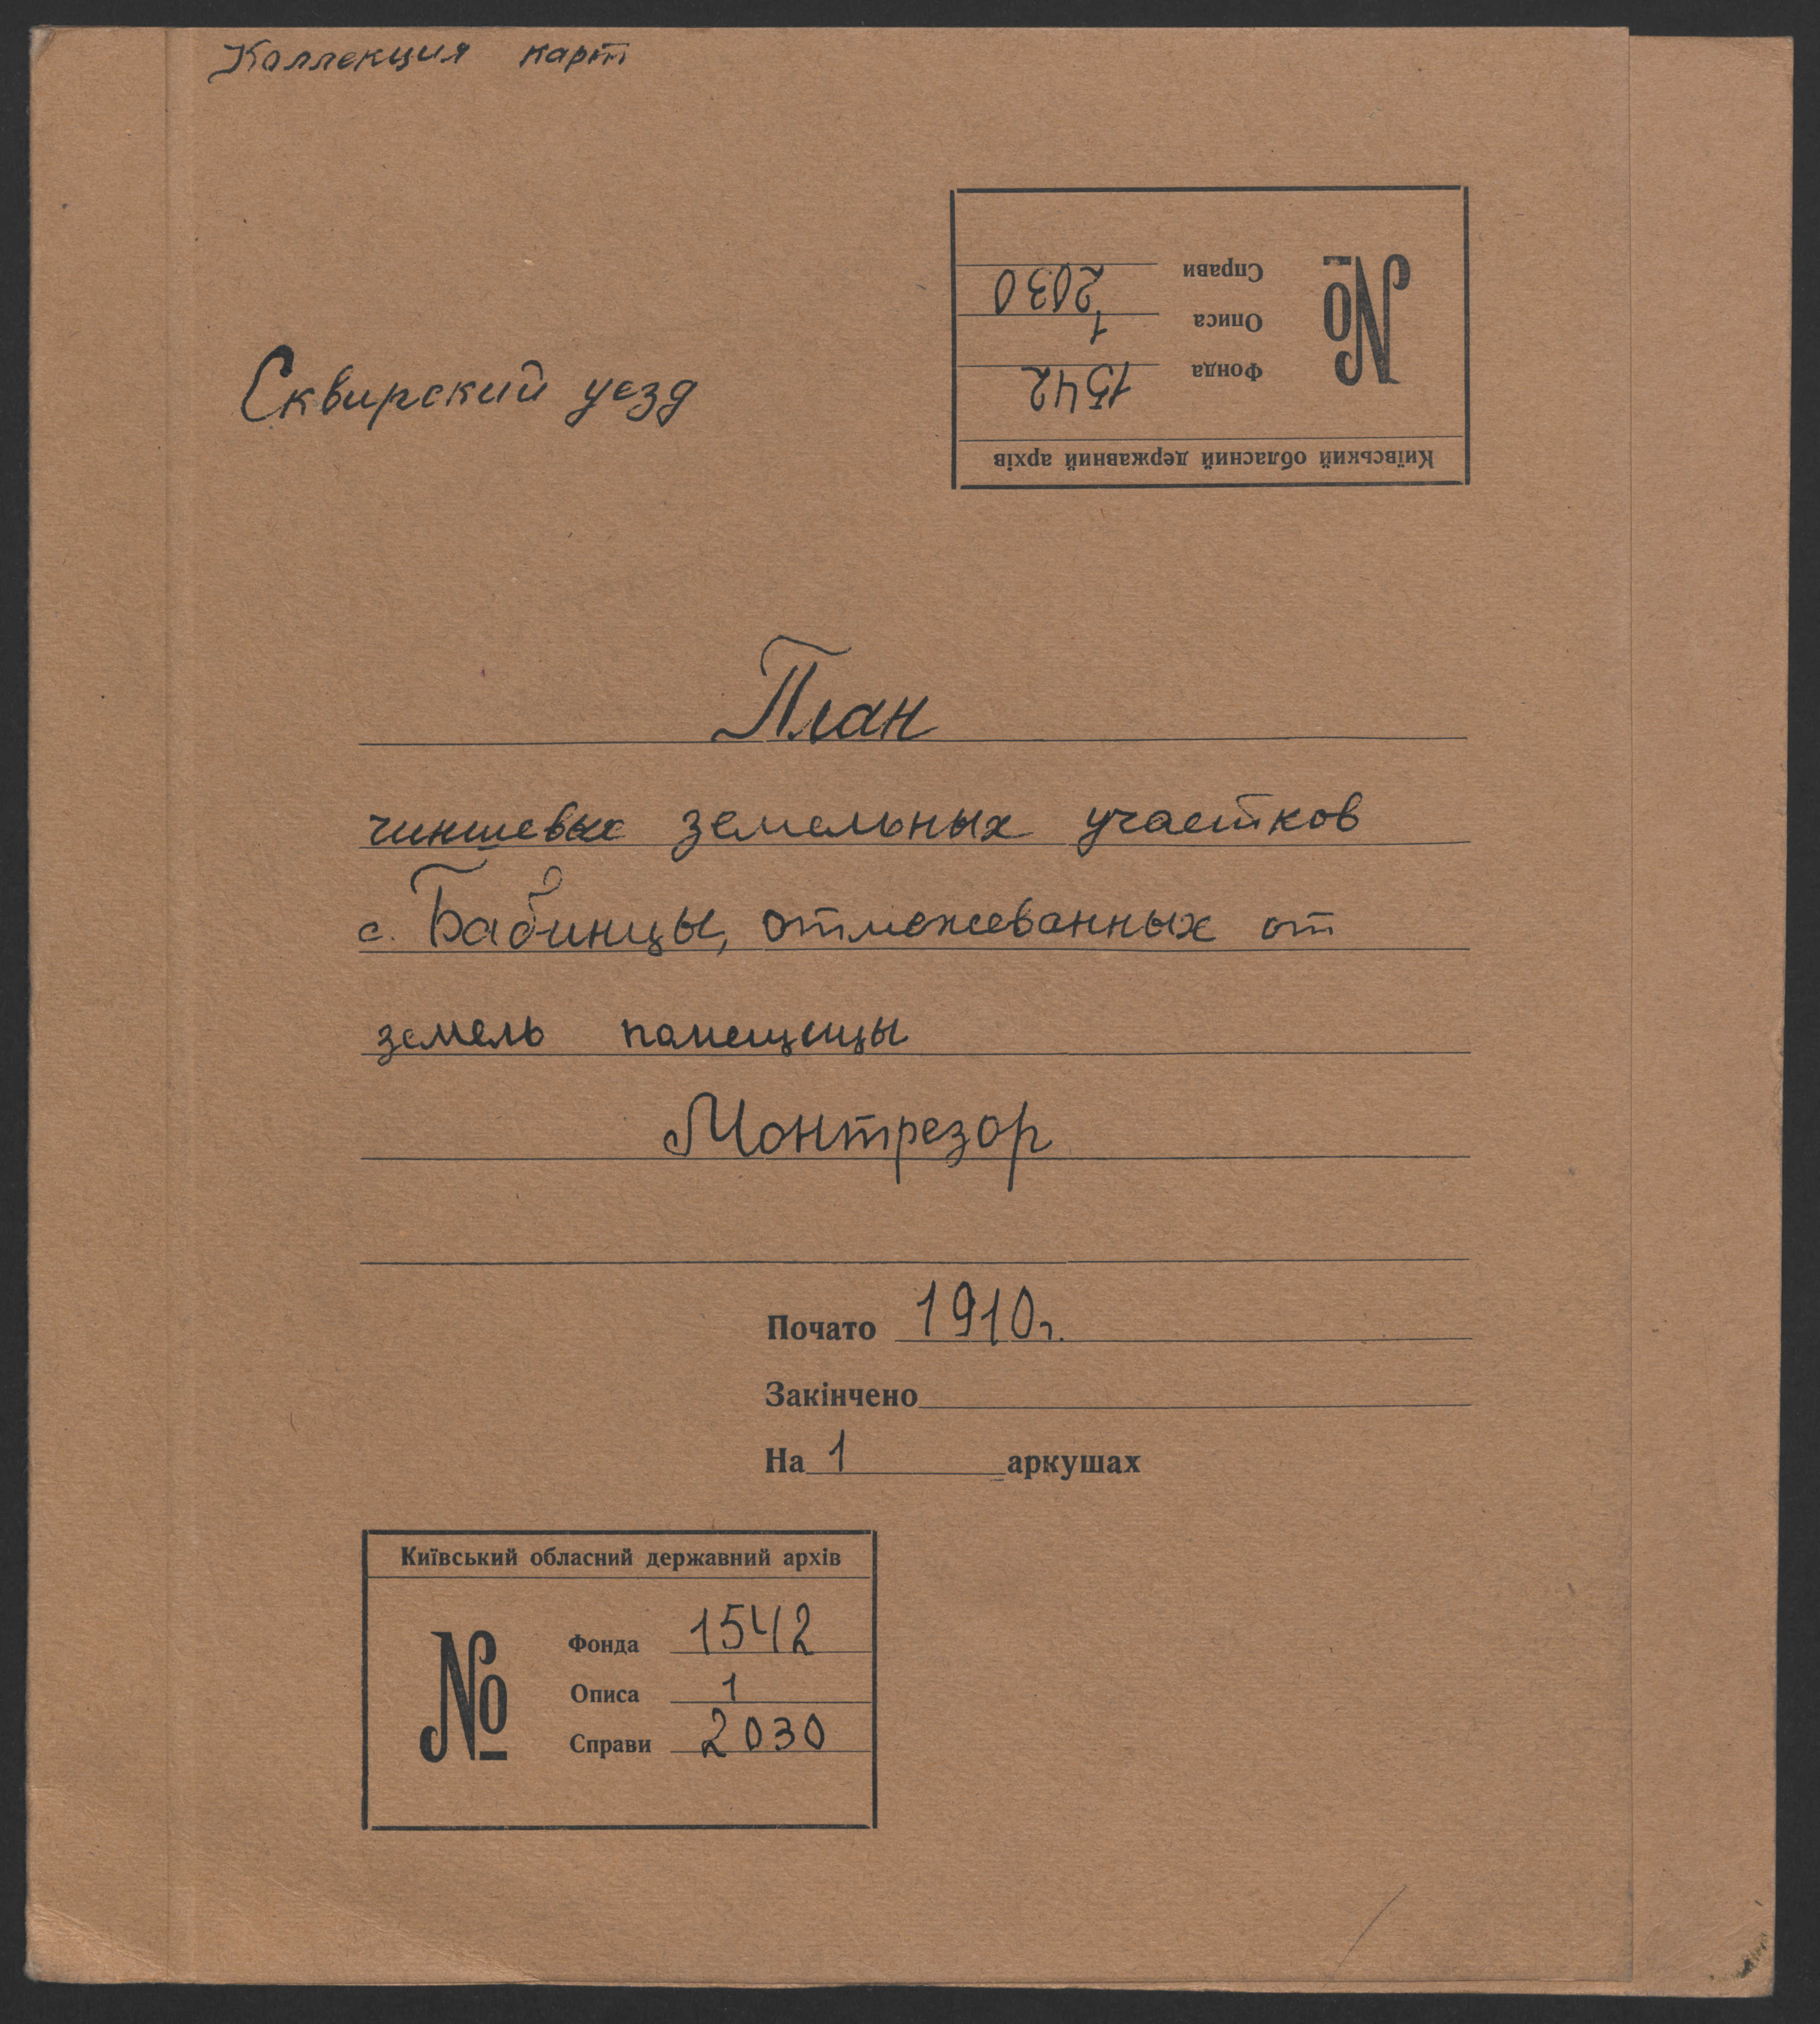 Коллекция карт
Справи 2030
Описа 1
Фонда 1542
№
Київський обласний державний архів
Сквирский уезд
План
чиншевых земельных участков
с. Бабинцы, отмежеванных от
земель помещицы
Монтрезор
Почато 1910г.
Закінчено
На 1 аркушах
Київський обласний державний архів
№
Фонда 1542
Описа 1
Справи 2030